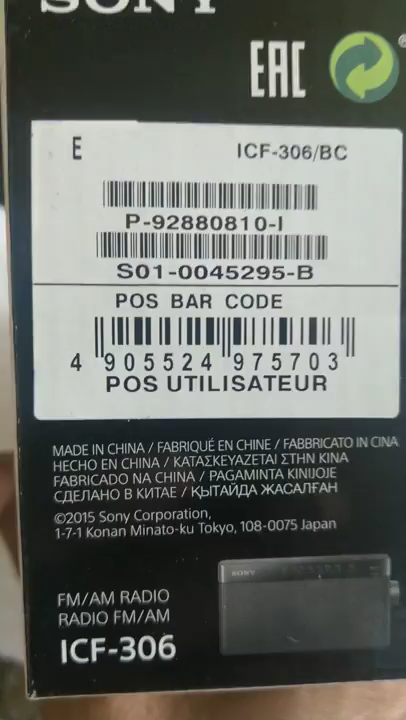 SONY
EAC
E ICF-306/BC
P-92880810-I
S01-0045295-B
POS BAR CODE
4 905524 975703
POS UTILISATEUR
MADE IN CHINA / FABRIQUÉ EN CHINE / FABBRICATO IN CINA
HECHO EN CHINA / ΚΑΤΑΣΚΕΥΑΖΕΤΑΙ ΣΤΗΝ ΚΙΝΑ
FABRICADO NA CHINA / PAGAMINTA KINIJOJE
СДЕЛАНО В КИТАЕ / ҚЫТАЙДА ЖАСАЛҒАН
©2015 Sony Corporation,
1-7-1 Konan Minato-ku Tokyo, 108-0075 Japan
FM/AM RADIO
RADIO FM/AM
ICF-306
SONY